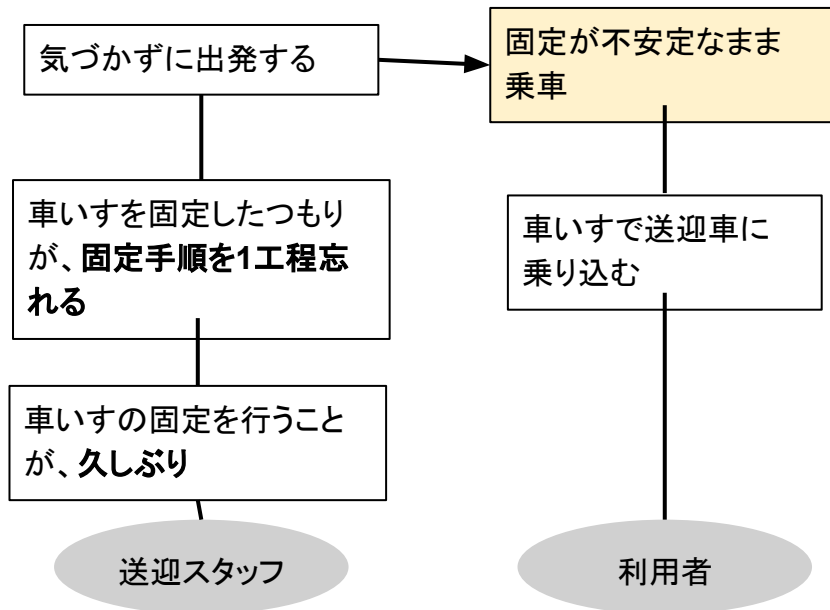 気づかずに出発する
固定が不安定なまま
乗車
車いすを固定したつもり
が、固定手順を1工程忘
れる
車いすで送迎車に
乗り込む
車いすの固定を行うこと
が、久しぶり
送迎スタッフ
利用者